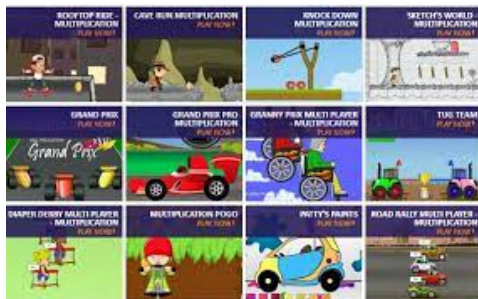 ROOFTOP RIDE -
MULTIPLICATION
PLAY NOW!
CAVE RUN MULTIPLICATION
PLAY NOW!
KNOCK DOWN
MULTIPLICATION
PLAY NOW!
SKETCH'S WORLD -
MULTIPLICATION
PLAY NOW!
GRAND PRIX
PLAY NOW!
Grand Prix
GRAND PRIX PRO
MULTIPLICATION
PLAY NOW!
GRANNY PRIX MULTI PLAYER
- MULTIPLICATION
PLAY NOW!
TUG TEAM
PLAY NOW!
DIAPER DERBY MULTI PLAYER
- MULTIPLICATION
PLAY NOW!
MULTIPLICATION POGO
PLAY NOW!
PATTY'S PAINTS
PLAY NOW!
ROAD RALLY MULTI PLAYER -
MULTIPLICATION
PLAY NOW!